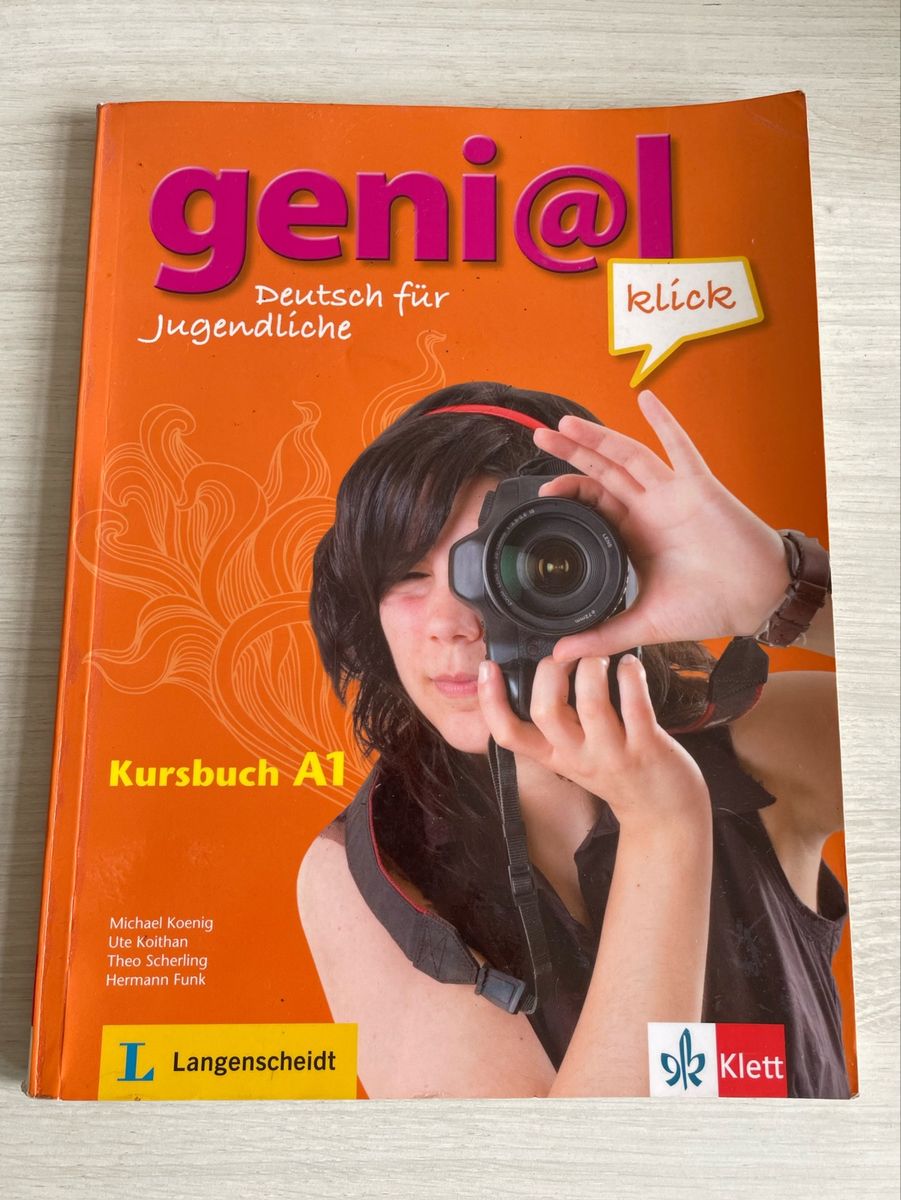 geni@l
klick
Deutsch für
Jugendliche
Kursbuch A1
Michael Koenig
Ute Koithan
Theo Scherling
Hermann Funk
L Langenscheidt
Klett